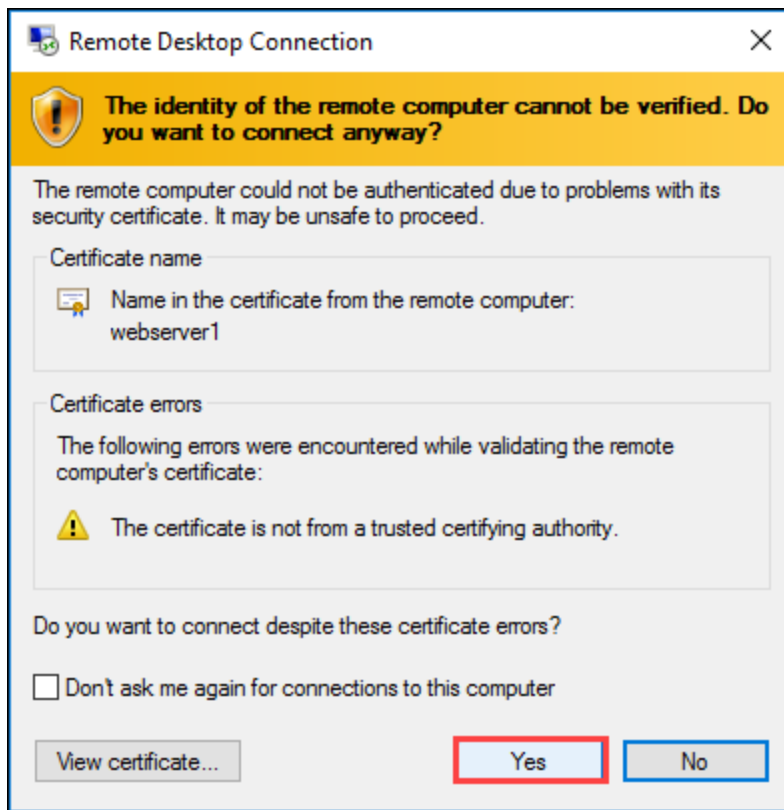 Remote Desktop Connection
The identity of the remote computer cannot be verified. Do
you want to connect anyway?
The remote computer could not be authenticated due to problems with its
security certificate. It may be unsafe to proceed.
Certificate name
Name in the certificate from the remote computer:
webserver1
Certificate errors
The following errors were encountered while validating the remote
computer's certificate:
The certificate is not from a trusted certifying authority.
Do you want to connect despite these certificate errors?
Don't ask me again for connections to this computer
View certificate... Yes No